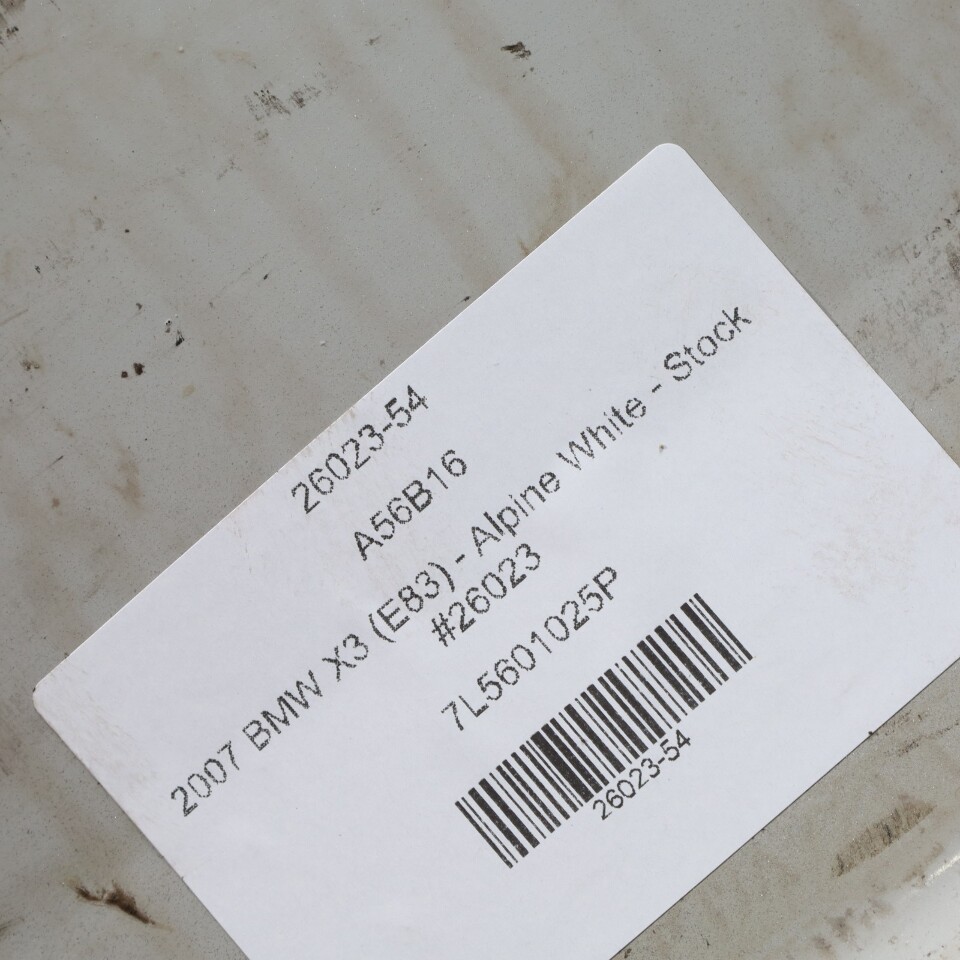 26023-54
A56B16
2007 BMW X3 (E83) - Alpine White - Stock
#26023
7L5601025P
26023-54